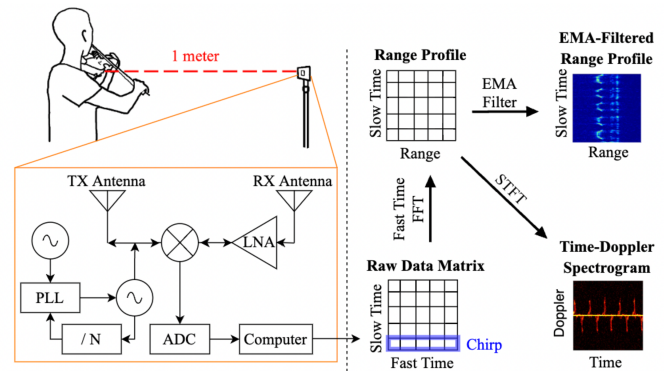 1 meter
TX Antenna
RX Antenna
LNA
PLL
/ N
ADC
Computer
Range Profile
Slow Time
Range
EMA
Filter
EMA-Filtered
Range Profile
Slow Time
Range
Fast Time
FFT
STFT
Raw Data Matrix
Slow Time
Fast Time
Chirp
Time-Doppler
Spectrogram
Doppler
Time